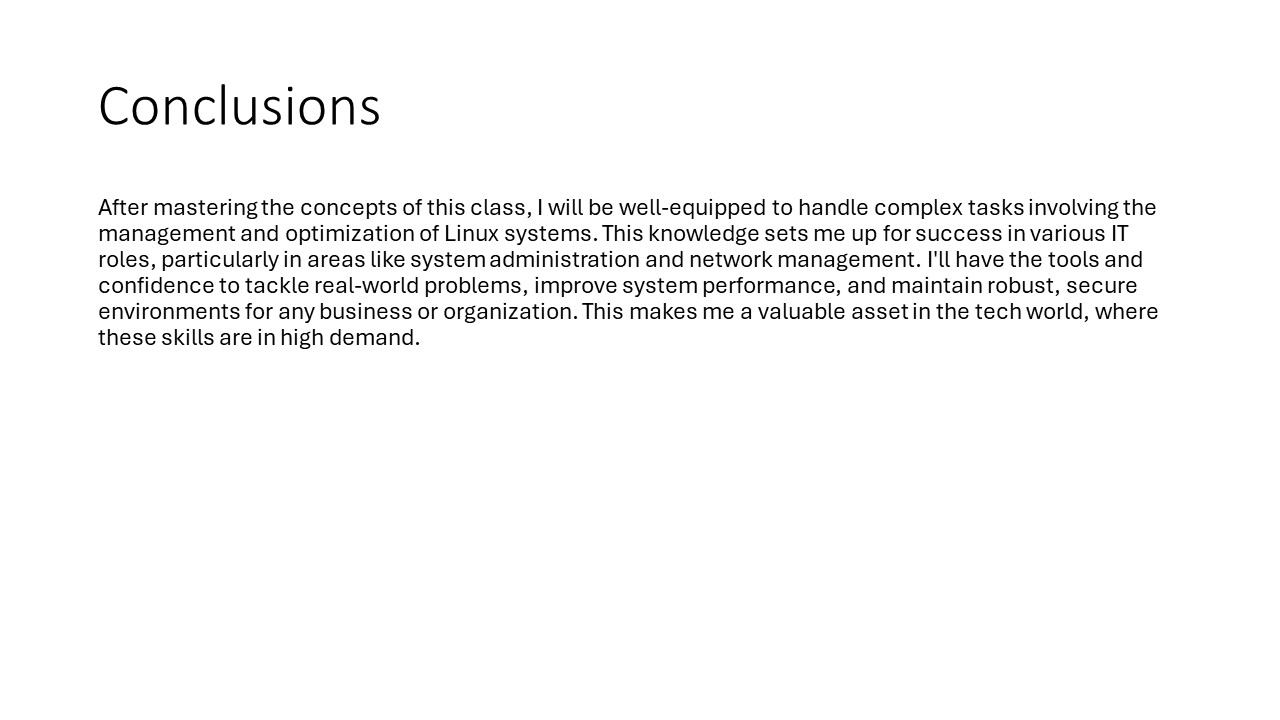 Conclusions
After mastering the concepts of this class, I will be well-equipped to handle complex tasks involving the
management and optimization of Linux systems. This knowledge sets me up for success in various IT
roles, particularly in areas like system administration and network management. I'll have the tools and
confidence to tackle real-world problems, improve system performance, and maintain robust, secure
environments for any business or organization. This makes me a valuable asset in the tech world, where
these skills are in high demand.